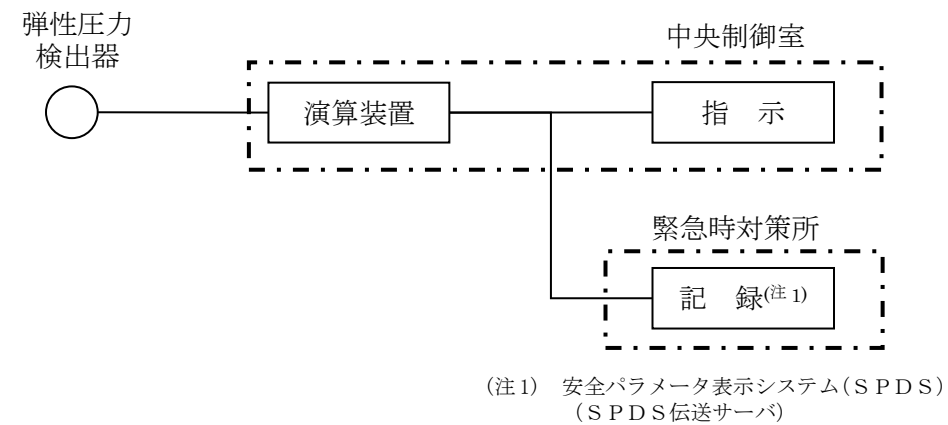 弾性圧力
検出器
中央制御室
演算装置
指　示
緊急時対策所
記　録(注1)
(注1)　安全パラメータ表示システム(ＳＰＤＳ)
(ＳＰＤＳ伝送サーバ)